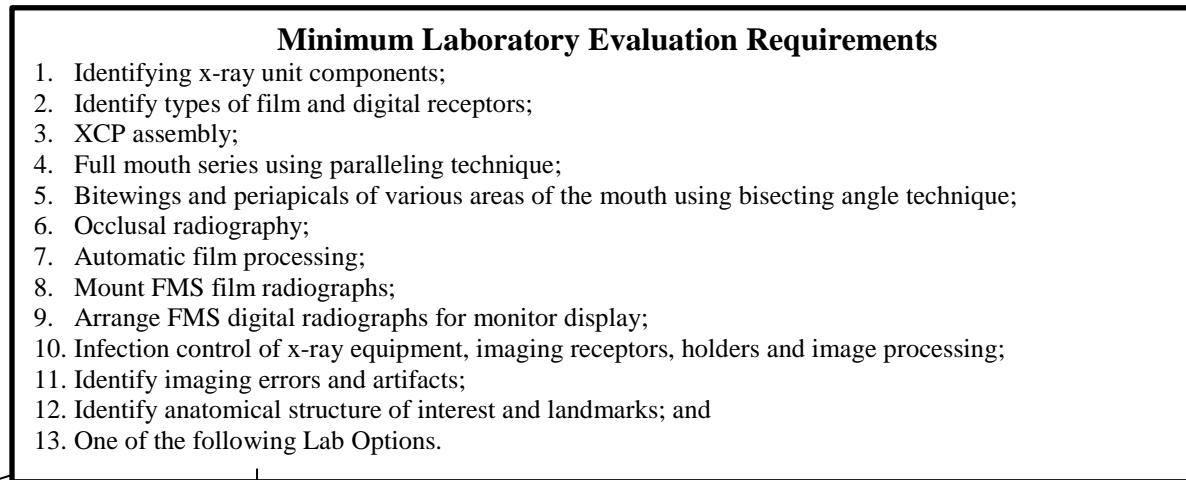 Minimum Laboratory Evaluation Requirements
1. Identifying x-ray unit components;
2. Identify types of film and digital receptors;
3. XCP assembly;
4. Full mouth series using paralleling technique;
5. Bitewings and periapicals of various areas of the mouth using bisecting angle technique;
6. Occlusal radiography;
7. Automatic film processing;
8. Mount FMS film radiographs;
9. Arrange FMS digital radiographs for monitor display;
10. Infection control of x-ray equipment, imaging receptors, holders and image processing;
11. Identify imaging errors and artifacts;
12. Identify anatomical structure of interest and landmarks; and
13. One of the following Lab Options.